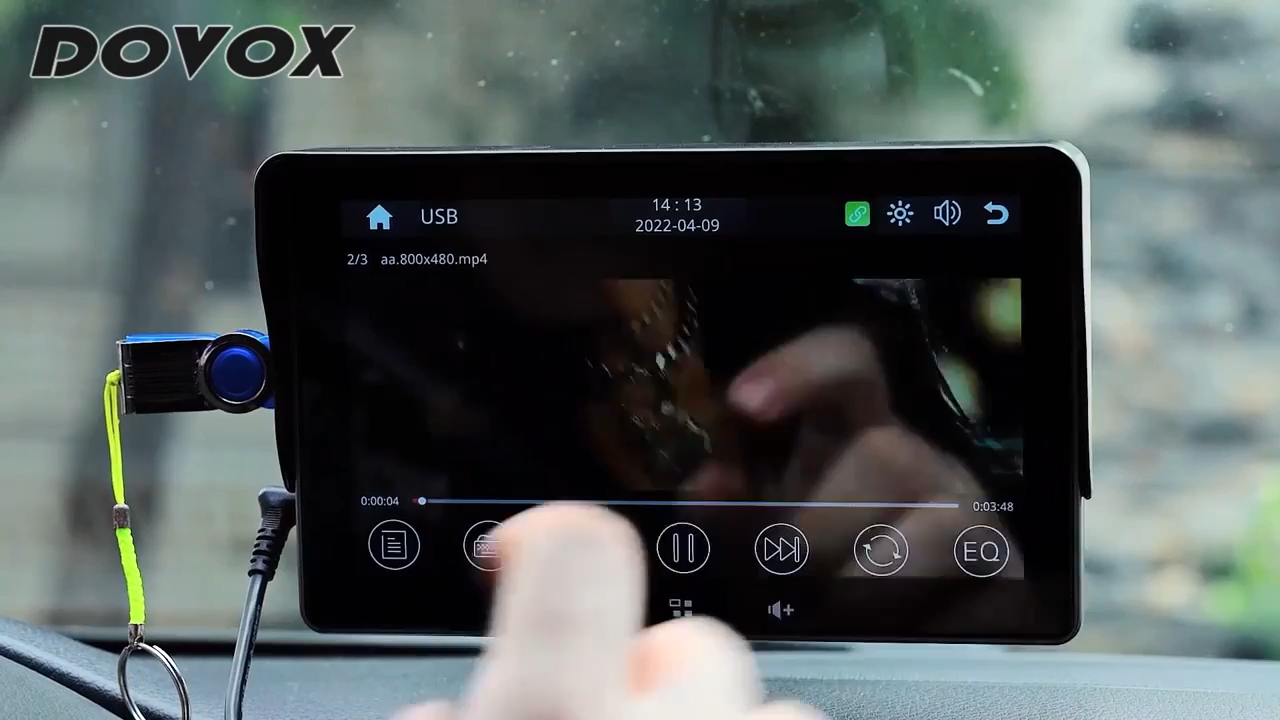 DOVOX
USB
14 : 13
2022-04-09
2/3 aa.800x480.mp4
0:00:04
0:03:48
EQ